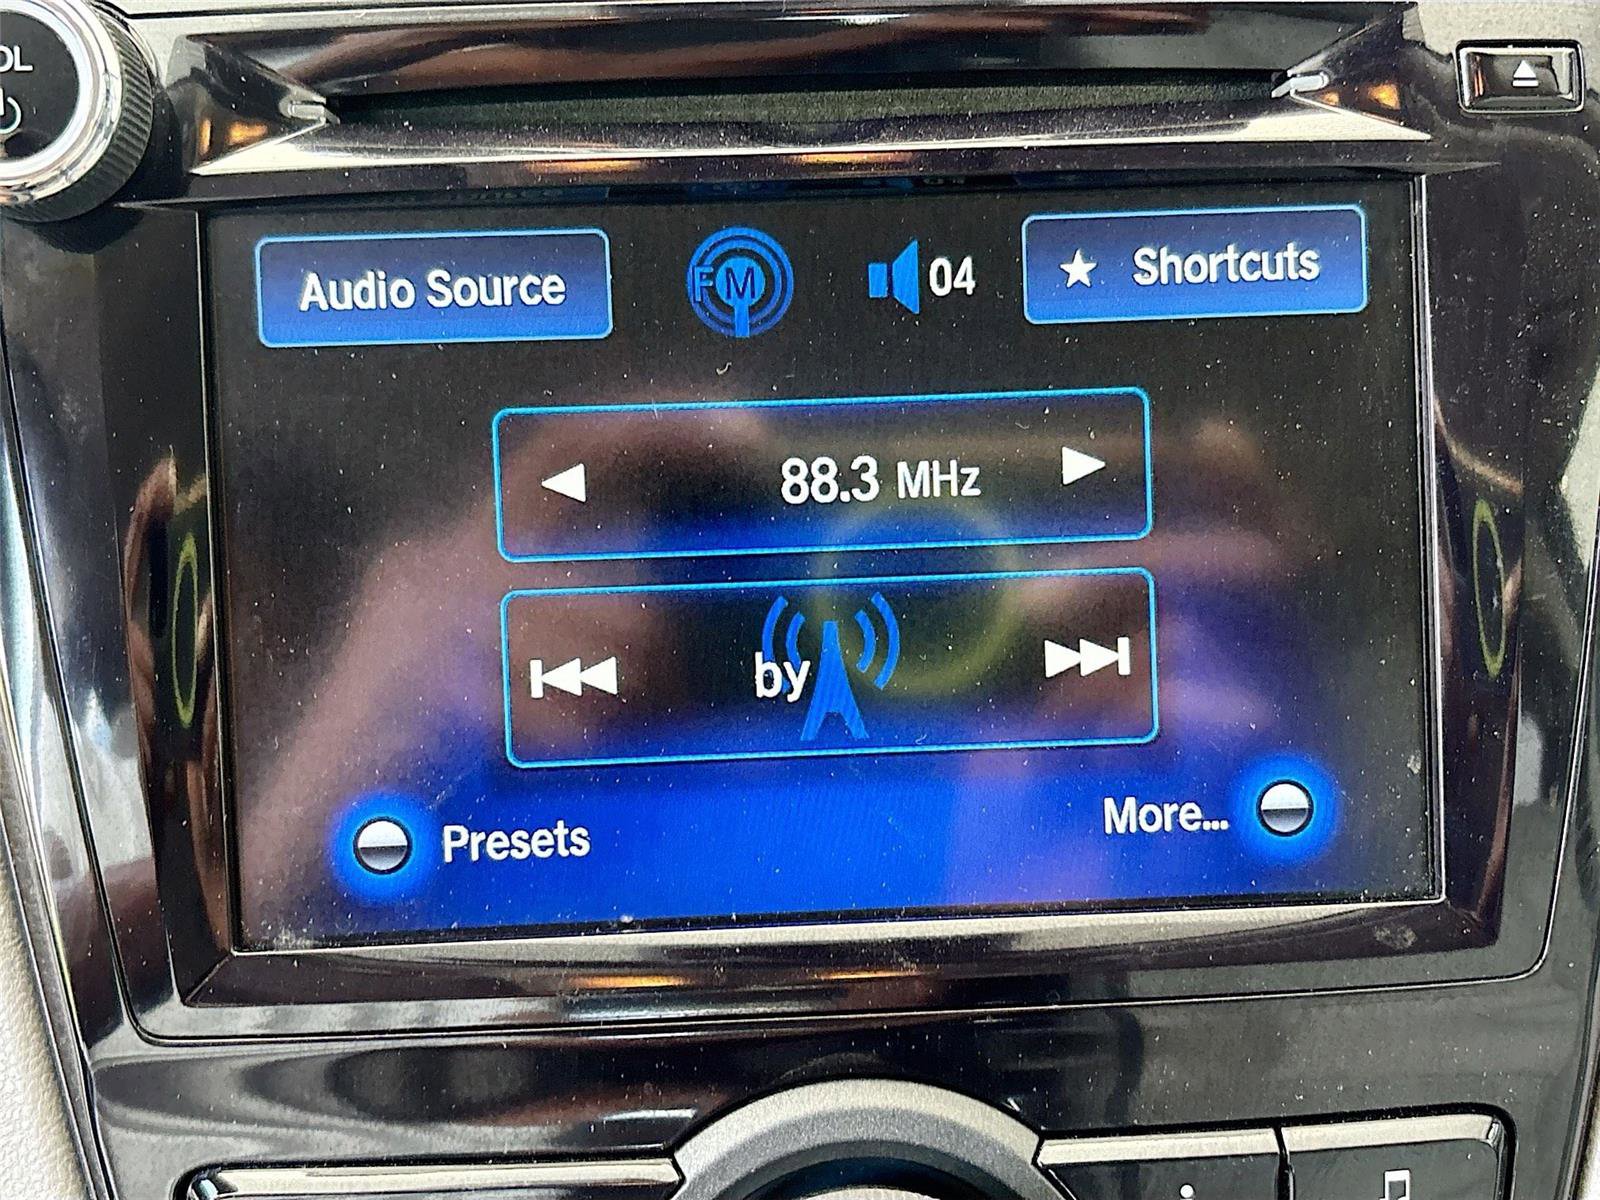 OL
Audio Source
FM
04
★ Shortcuts
88.3 MHz
by
Presets
More...